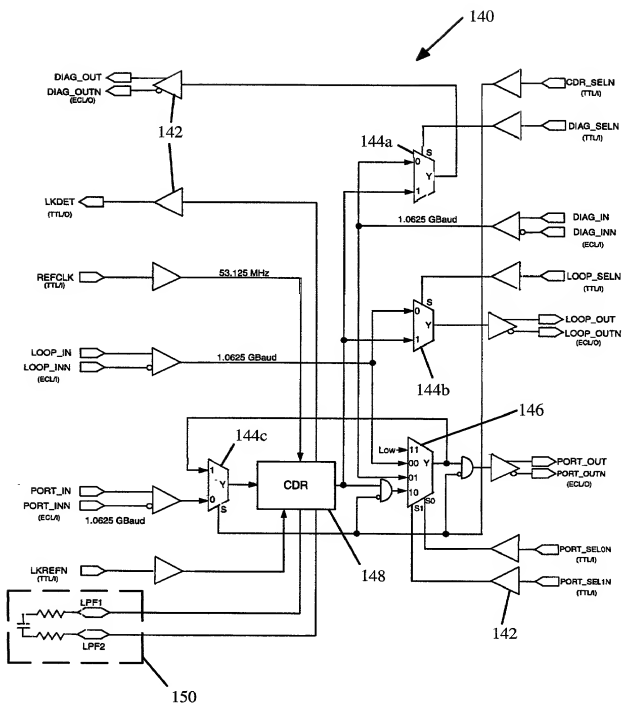 140
DIAG_OUT
DIAG_OUTN
(ECL/O)
142
CDR_SELN
(TTL/I)
DIAG_SELN
(TTL/I)
144a
S
0
Y
1
LKDET
(TTL/O)
1.0625 GBaud
DIAG_IN
DIAG_INN
(ECL/I)
REFCLK
(TTL/I)
53.125 MHz
LOOP_SELN
(TTL/I)
S
0
Y
1
144b
LOOP_OUT
LOOP_OUTN
(ECL/O)
LOOP_IN
LOOP_INN
(ECL/I)
1.0625 GBaud
144c
1
Y
0
S
CDR
148
146
Low
11
00 Y
01
10
S0
S1
PORT_OUT
PORT_OUTN
(ECL/O)
PORT_IN
PORT_INN
(ECL/I)
1.0625 GBaud
LKREFN
(TTL/I)
PORT_SEL0N
(TTL/I)
PORT_SEL1N
(TTL/I)
142
LPF1
LPF2
150